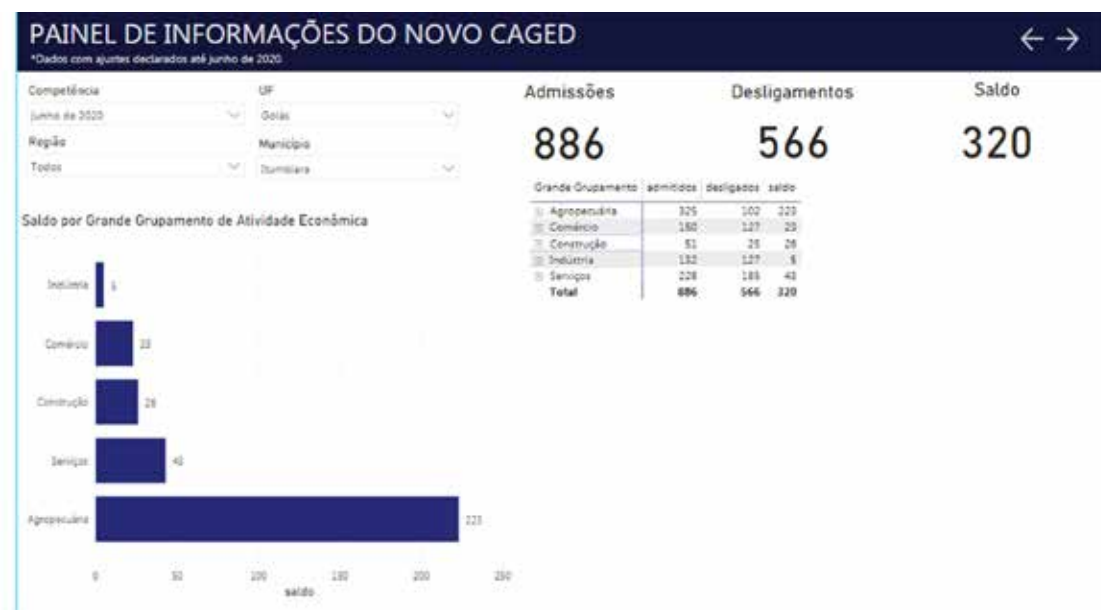 PAINEL DE INFORMAÇÕES DO NOVO CAGED
*Dados com ajustes declarados até junho de 2020.
Competência
UF
Junho de 2020
Goiás
Região
Município
Todos
Itumbiara
Admissões
Desligamentos
Saldo
886
566
320
Grande Grupamento admitidos desligados saldo
Agropecuária 325 102 223
Comércio 150 127 23
Construção 51 25 26
Indústria 132 127 5
Serviços 228 185 43
Total 886 566 320
Saldo por Grande Grupamento de Atividade Econômica
Indústria 5
Comércio 23
Construção 26
Serviços 43
Agropecuária 223
0 50 100 150 200 250
saldo